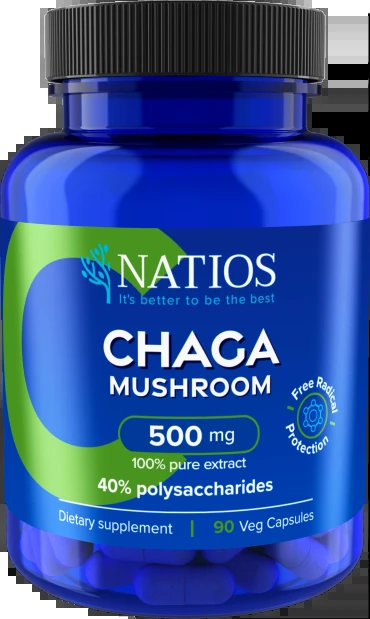 NATIOS
It's better to be the best
CHAGA
MUSHROOM
500 mg
100% pure extract
40% polysaccharides
Free Radical
Protection
Dietary supplement | 90 Veg Capsules